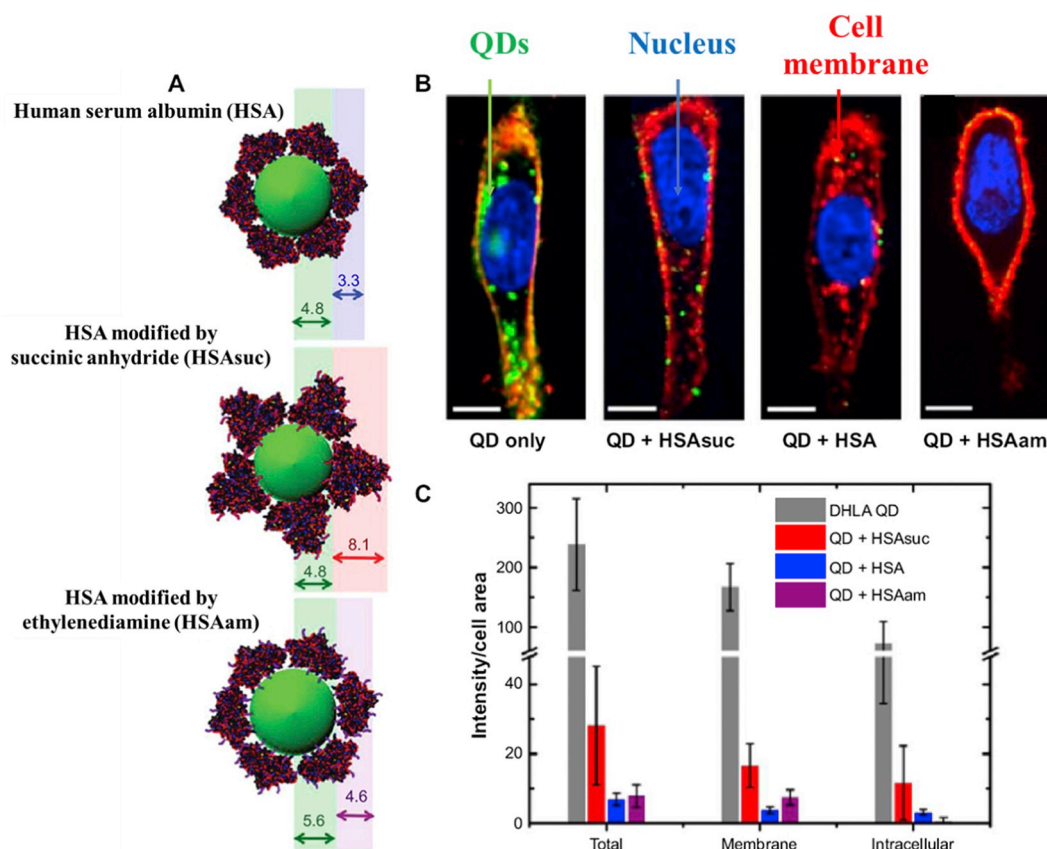 A
Human serum albumin (HSA)
3.3
4.8
HSA modified by
succinic anhydride (HSAsuc)
8.1
4.8
HSA modified by
ethylenediamine (HSAam)
4.6
5.6
QDs
Nucleus
Cell
membrane
B
QD only
QD + HSAsuc
QD + HSA
QD + HSAam
C
Intensity/cell area
300
200
100
40
20
0
DHLA QD
QD + HSAsuc
QD + HSA
QD + HSAam
Total
Membrane
Intracellular